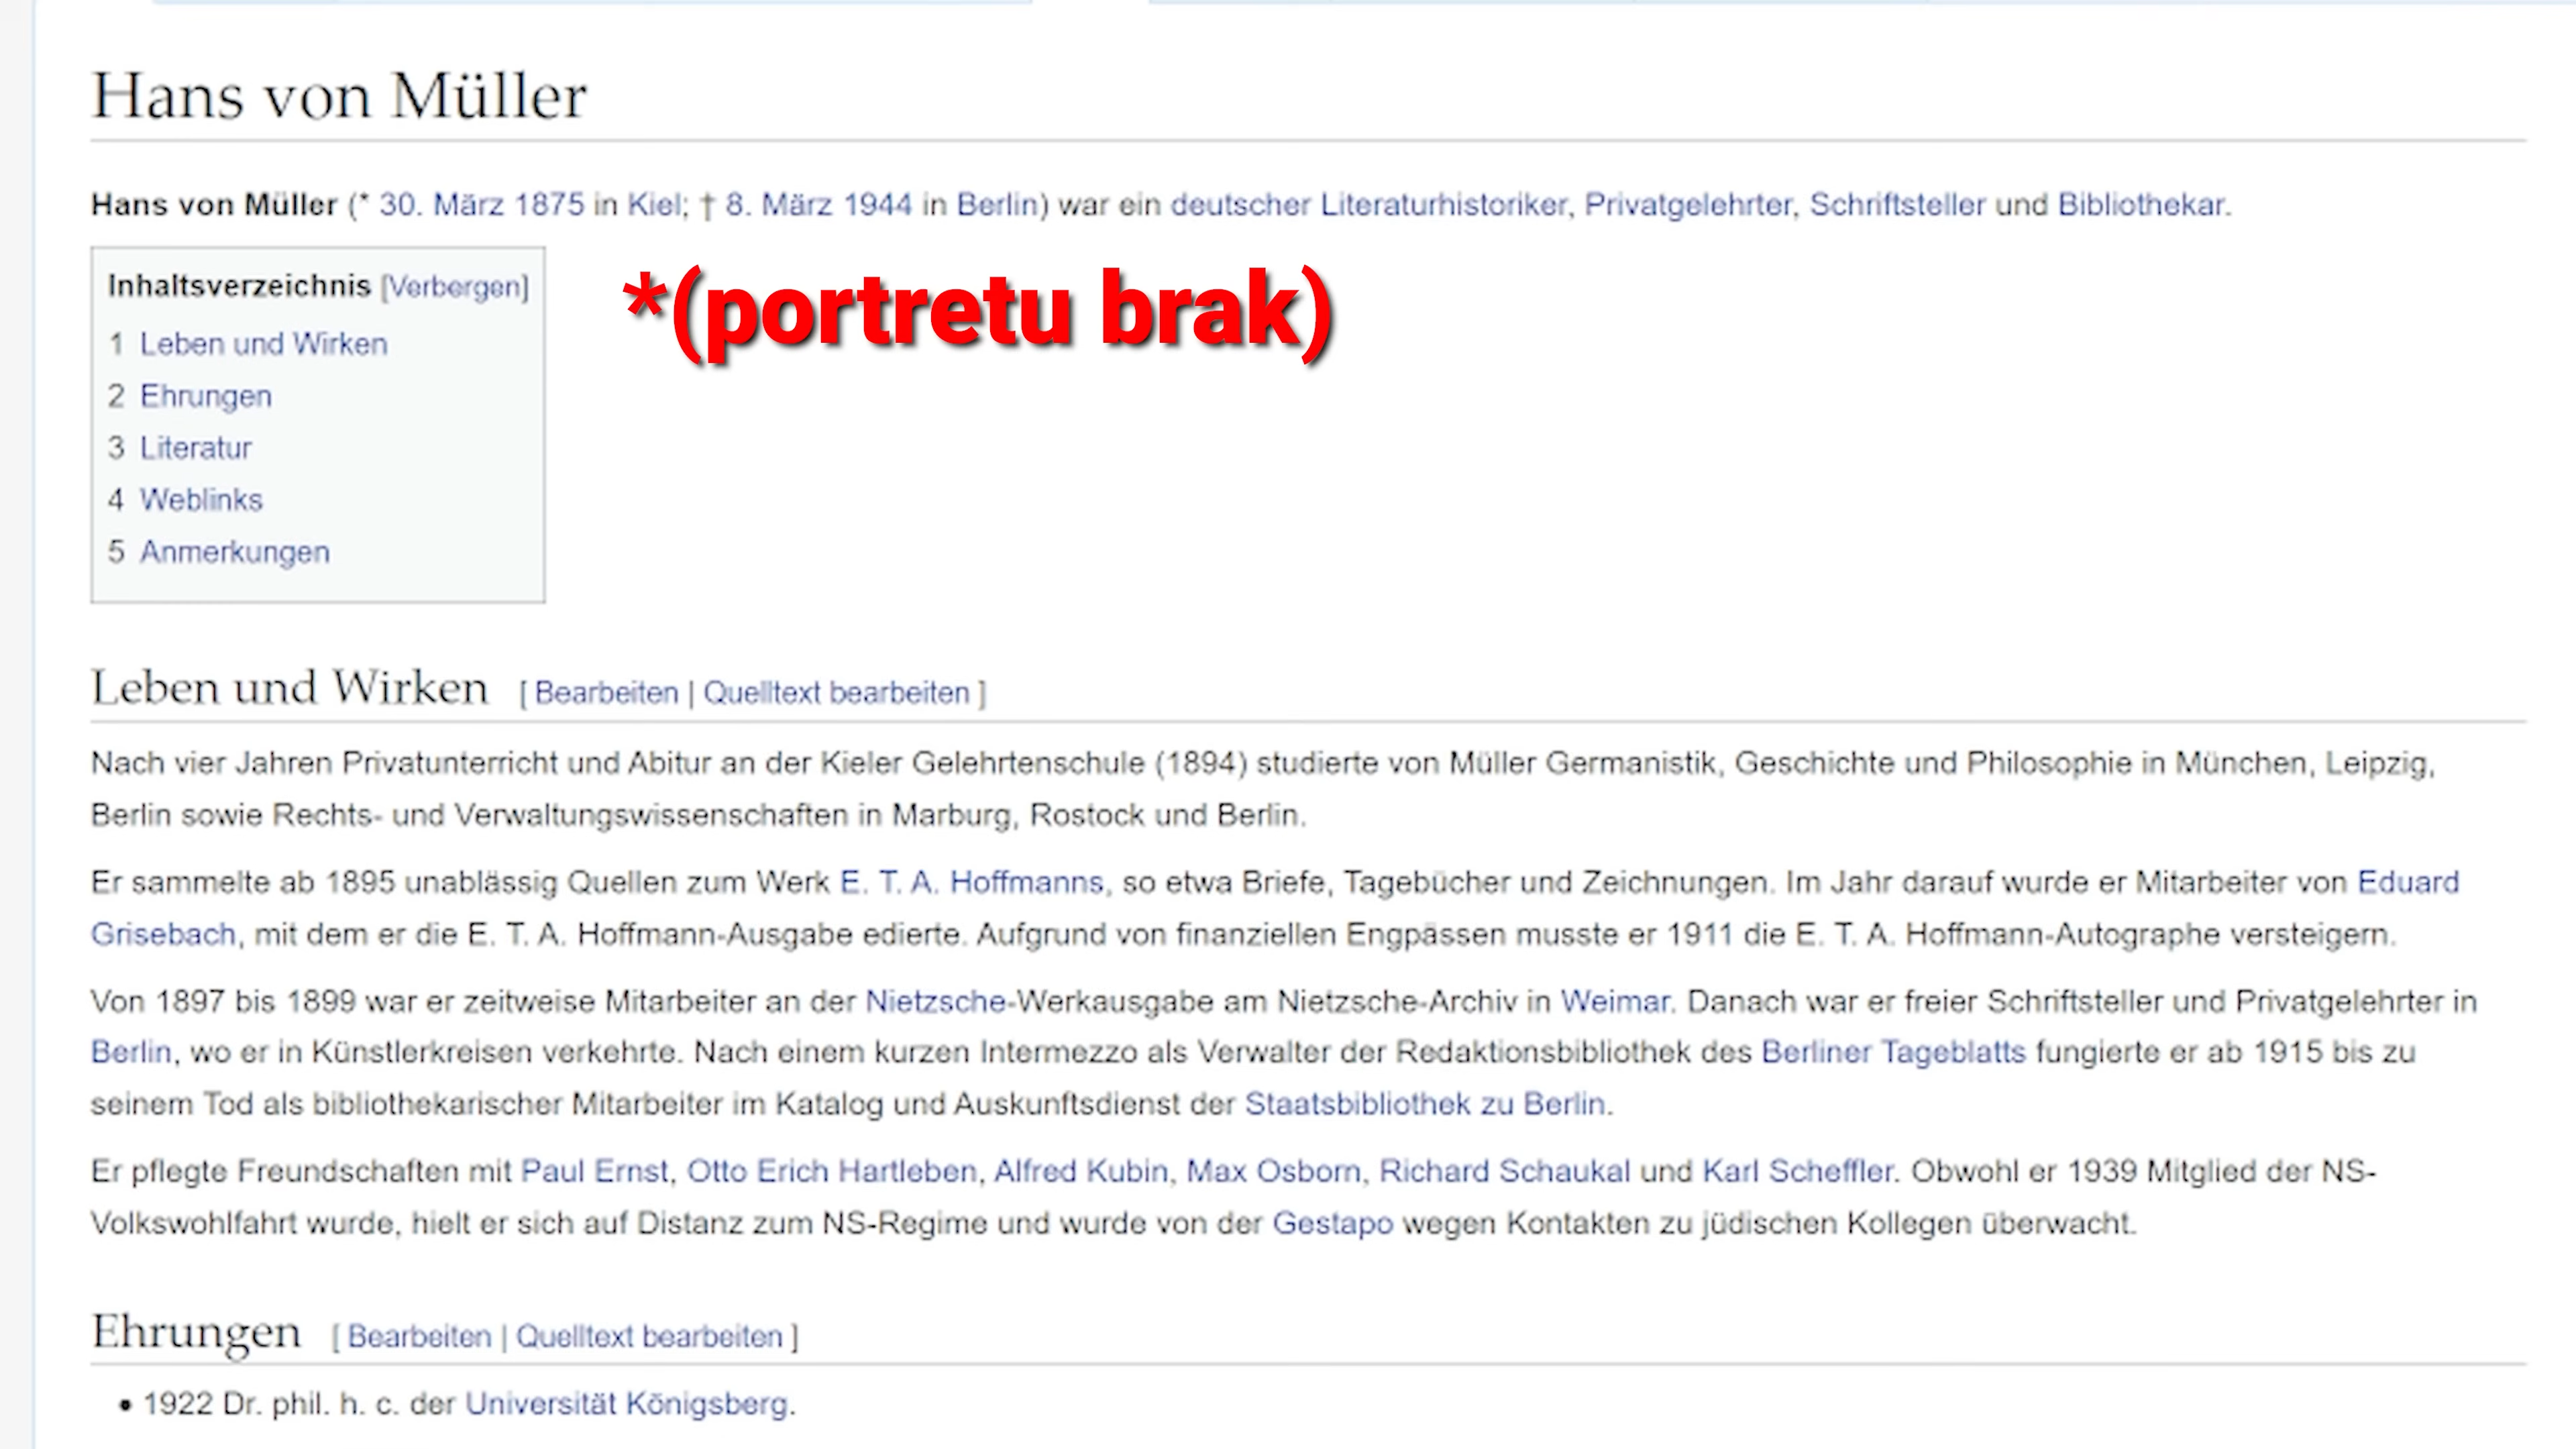 Hans von Müller
Hans von Müller (* 30. März 1875 in Kiel; † 8. März 1944 in Berlin) war ein deutscher Literaturhistoriker, Privatgelehrter, Schriftsteller und Bibliothekar.
Inhaltsverzeichnis [Verbergen]
*(portretu brak)
1 Leben und Wirken
2 Ehrungen
3 Literatur
4 Weblinks
5 Anmerkungen
Leben und Wirken [ Bearbeiten | Quelltext bearbeiten ]
Nach vier Jahren Privatunterricht und Abitur an der Kieler Gelehrtenschule (1894) studierte von Müller Germanistik, Geschichte und Philosophie in München, Leipzig,
Berlin sowie Rechts- und Verwaltungswissenschaften in Marburg, Rostock und Berlin.
Er sammelte ab 1895 unablässig Quellen zum Werk E. T. A. Hoffmanns, so etwa Briefe, Tagebücher und Zeichnungen. Im Jahr darauf wurde er Mitarbeiter von Eduard
Grisebach, mit dem er die E. T. A. Hoffmann-Ausgabe edierte. Aufgrund von finanziellen Engpässen musste er 1911 die E. T. A. Hoffmann-Autographe versteigern.
Von 1897 bis 1899 war er zeitweise Mitarbeiter an der Nietzsche-Werkausgabe am Nietzsche-Archiv in Weimar. Danach war er freier Schriftsteller und Privatgelehrter in
Berlin, wo er in Künstlerkreisen verkehrte. Nach einem kurzen Intermezzo als Verwalter der Redaktionsbibliothek des Berliner Tageblatts fungierte er ab 1915 bis zu
seinem Tod als bibliothekarischer Mitarbeiter im Katalog und Auskunftsdienst der Staatsbibliothek zu Berlin.
Er pflegte Freundschaften mit Paul Ernst, Otto Erich Hartleben, Alfred Kubin, Max Osborn, Richard Schaukal und Karl Scheffler. Obwohl er 1939 Mitglied der NS-
Volkswohlfahrt wurde, hielt er sich auf Distanz zum NS-Regime und wurde von der Gestapo wegen Kontakten zu jüdischen Kollegen überwacht.
Ehrungen [ Bearbeiten | Quelltext bearbeiten ]
• 1922 Dr. phil. h. c. der Universität Königsberg.